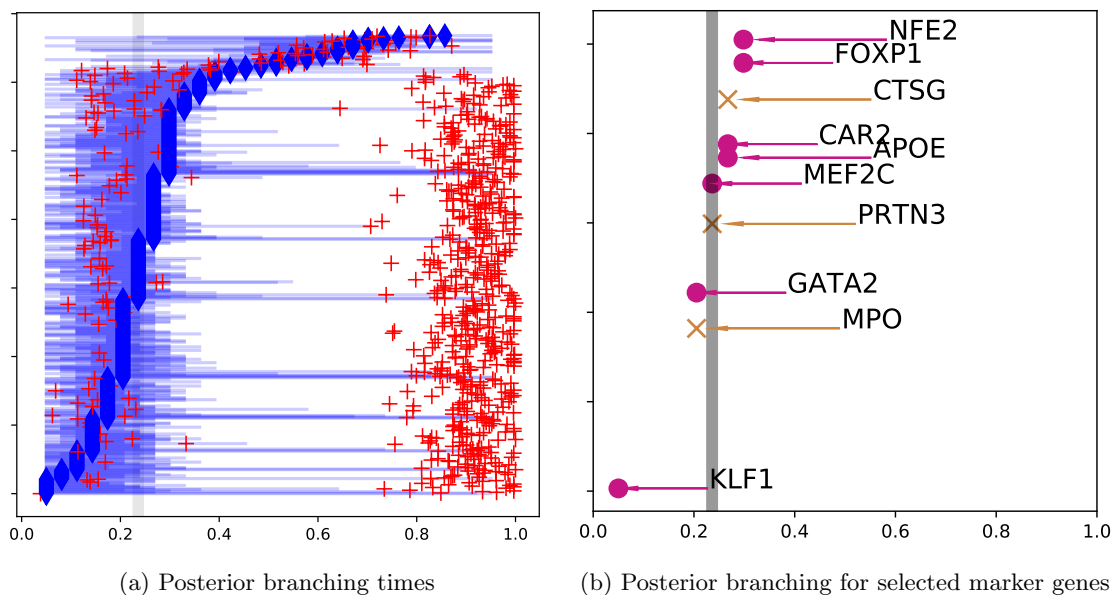 NFE2
FOXP1
CTSG
CAR2
APOE
MEF2C
PRTN3
GATA2
MPO
KLF1
0.0 0.2 0.4 0.6 0.8 1.0
0.0 0.2 0.4 0.6 0.8 1.0
(a) Posterior branching times
(b) Posterior branching for selected marker genes